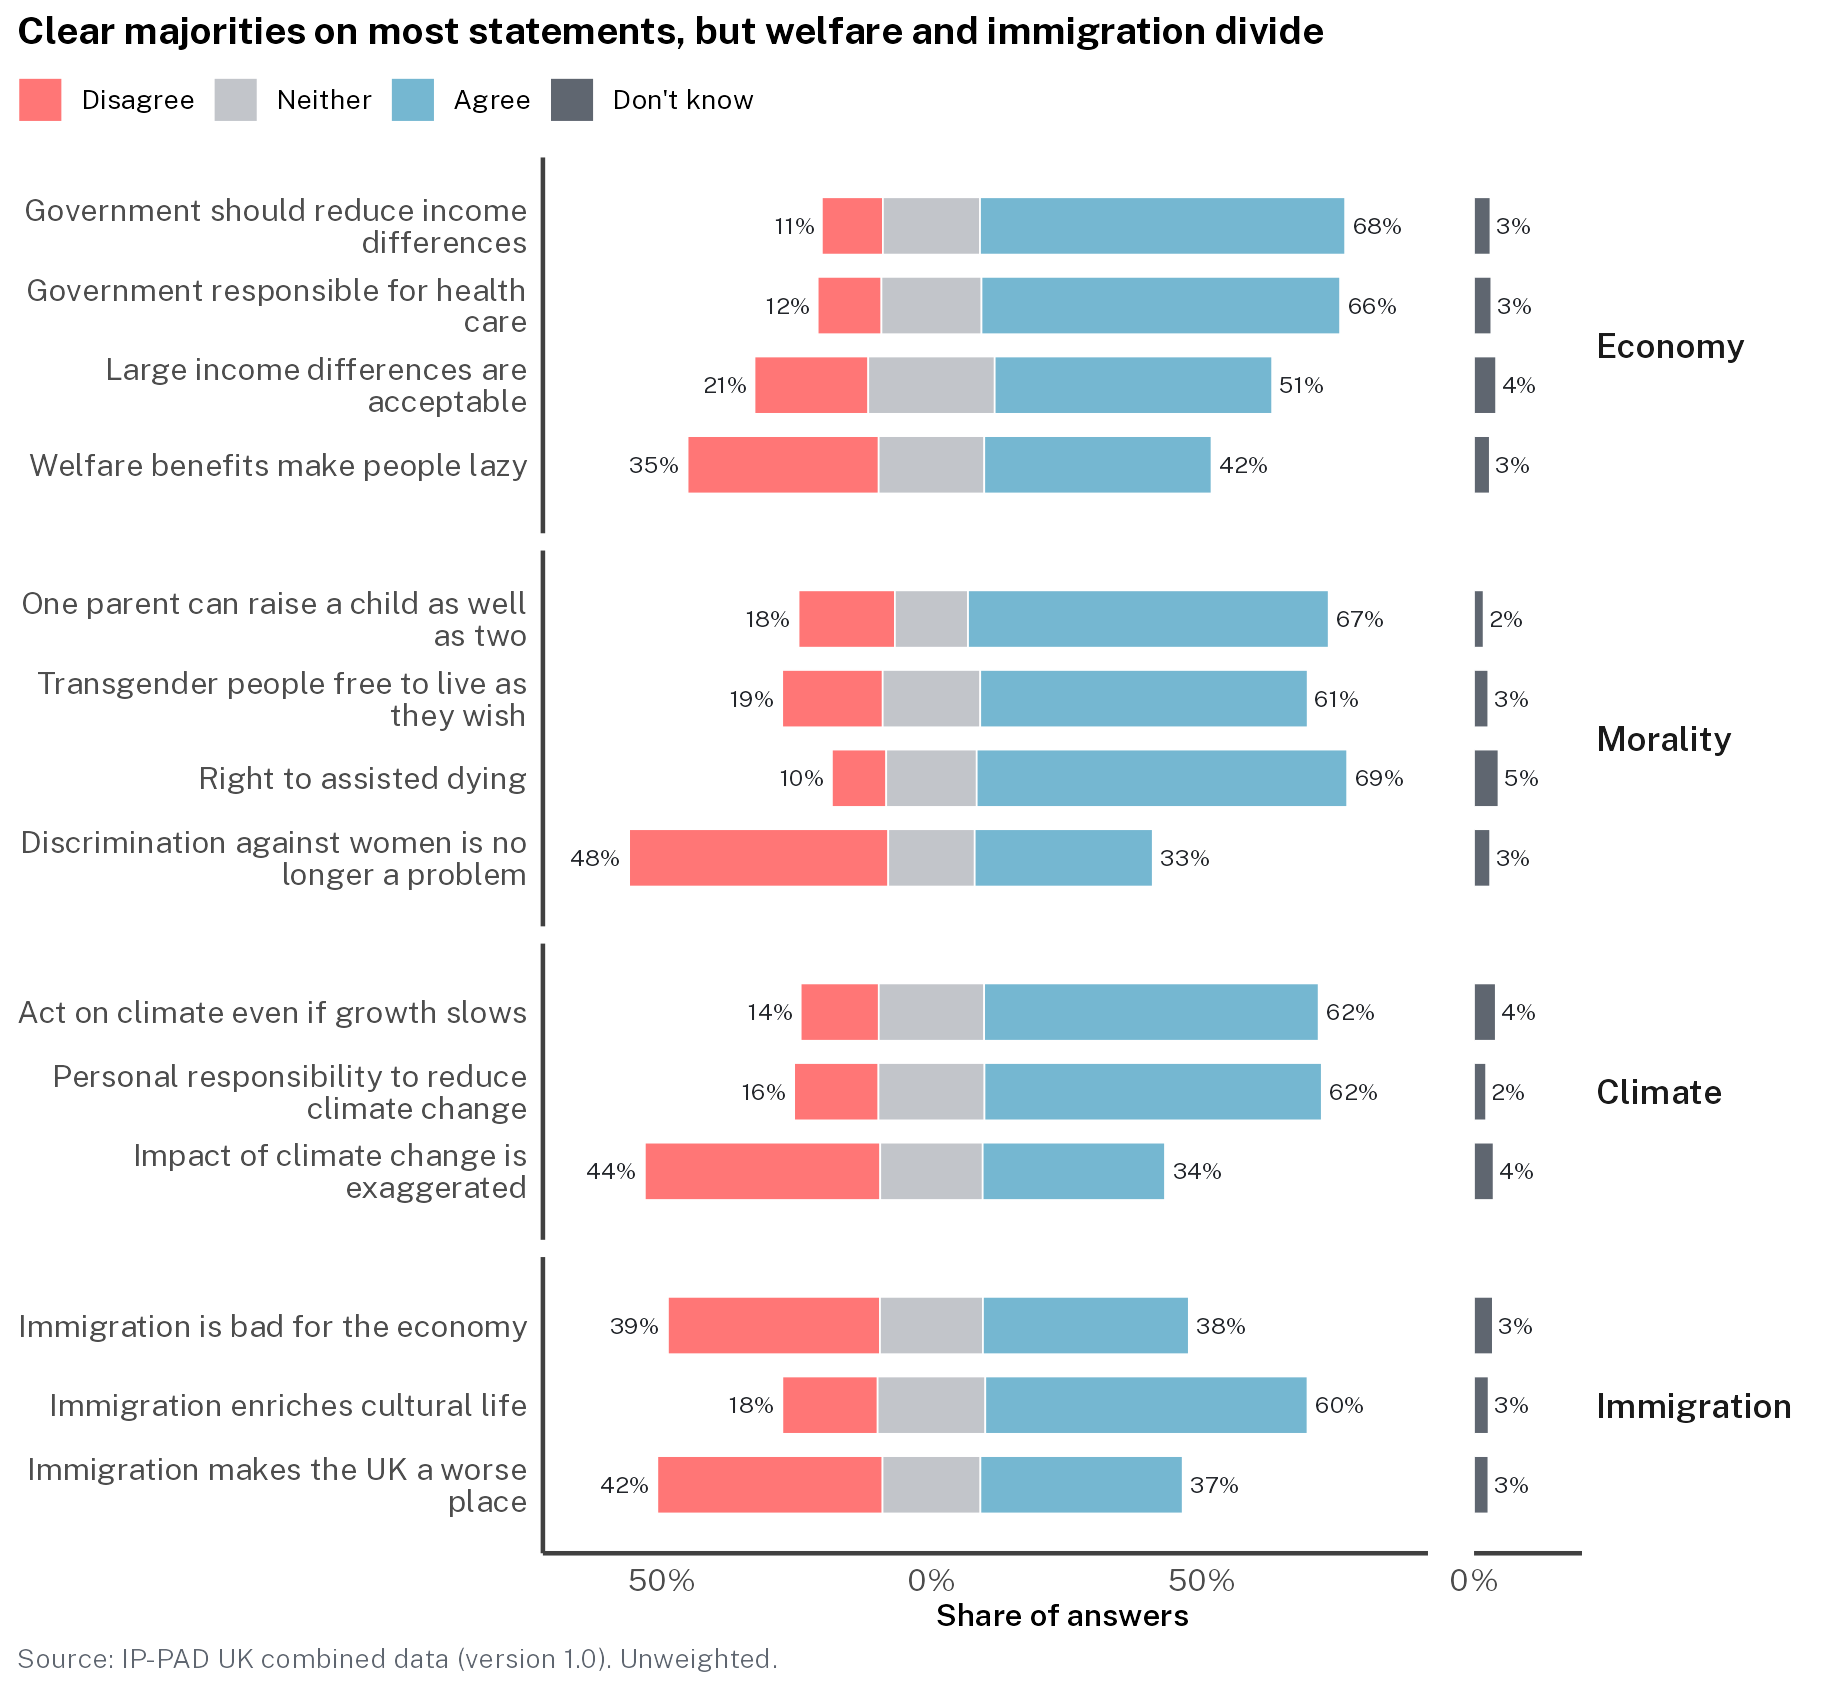 Clear majorities on most statements, but welfare and immigration divide
Disagree Neither Agree Don't know
Government should reduce income
differences
11% 68% 3%
Government responsible for health
care
12% 66% 3%
Large income differences are
acceptable
21% 51% 4%
Welfare benefits make people lazy
35% 42% 3%
Economy
One parent can raise a child as well
as two
18% 67% 2%
Transgender people free to live as
they wish
19% 61% 3%
Right to assisted dying
10% 69% 5%
Discrimination against women is no
longer a problem
48% 33% 3%
Morality
Act on climate even if growth slows
14% 62% 4%
Personal responsibility to reduce
climate change
16% 62% 2%
Impact of climate change is
exaggerated
44% 34% 4%
Climate
Immigration is bad for the economy
39% 38% 3%
Immigration enriches cultural life
18% 60% 3%
Immigration makes the UK a worse
place
42% 37% 3%
Immigration
50% 0% 50% 0%
Share of answers
Source: IP-PAD UK combined data (version 1.0). Unweighted.